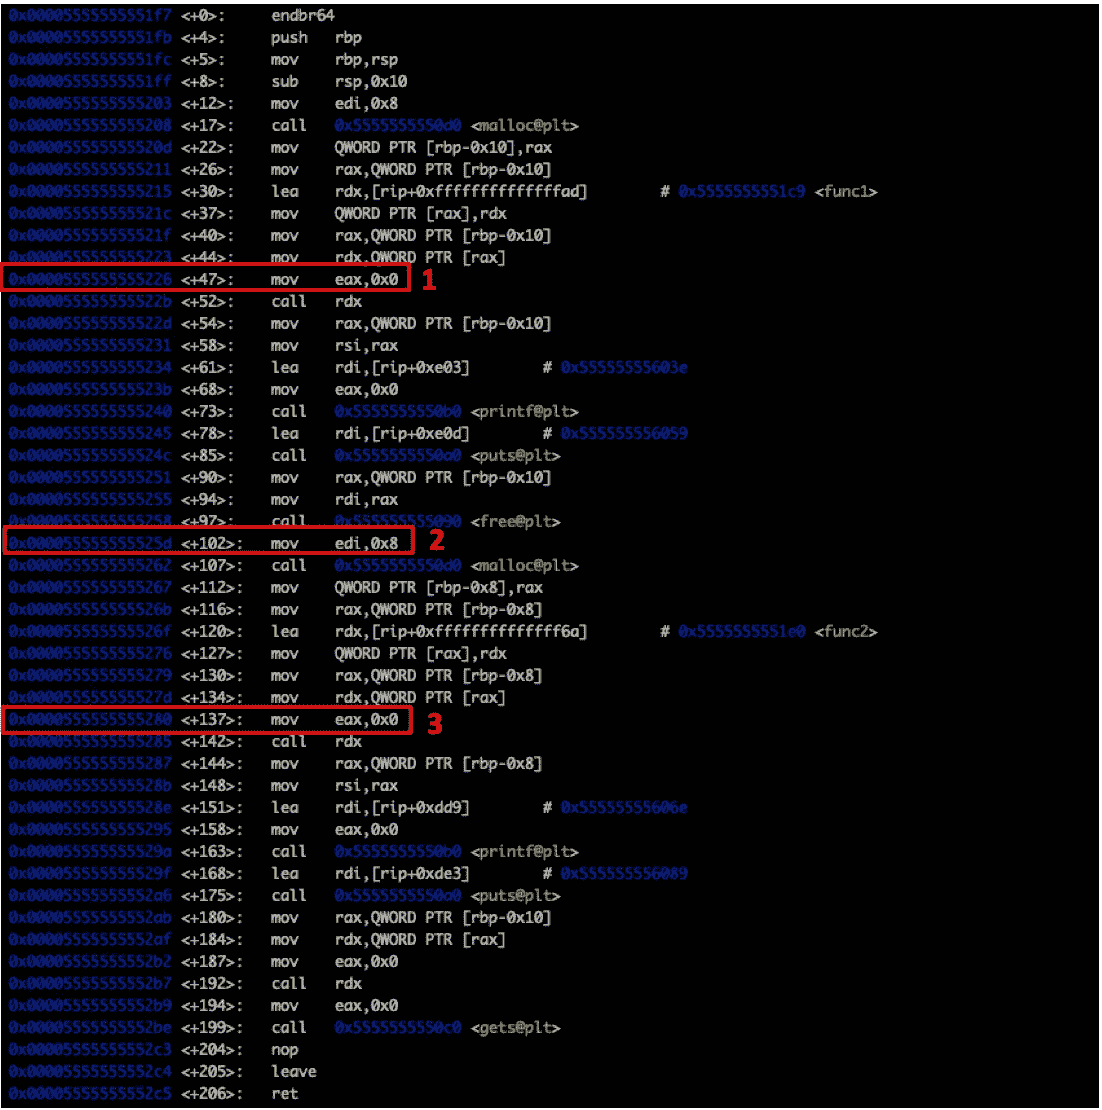 0x00005555555551f7 <+0>: endbr64
0x00005555555551fb <+4>: push rbp
0x00005555555551fc <+5>: mov rbp,rsp
0x00005555555551ff <+8>: sub rsp,0x10
0x0000555555555203 <+12>: mov edi,0x8
0x0000555555555208 <+17>: call 0x5555555550d0 <malloc@plt>
0x000055555555520d <+22>: mov QWORD PTR [rbp-0x10],rax
0x0000555555555211 <+26>: mov rax,QWORD PTR [rbp-0x10]
0x0000555555555215 <+30>: lea rdx,[rip+0xffffffffffffffad] # 0x5555555551c9 <func1>
0x000055555555521c <+37>: mov QWORD PTR [rax],rdx
0x000055555555521f <+40>: mov rax,QWORD PTR [rbp-0x10]
0x0000555555555223 <+44>: mov rdx,QWORD PTR [rax]
0x0000555555555226 <+47>: mov eax,0x0 1
0x000055555555522b <+52>: call rdx
0x000055555555522d <+54>: mov rax,QWORD PTR [rbp-0x10]
0x0000555555555231 <+58>: mov rsi,rax
0x0000555555555234 <+61>: lea rdi,[rip+0xe03] # 0x55555555603e
0x000055555555523b <+68>: mov eax,0x0
0x0000555555555240 <+73>: call 0x5555555550b0 <printf@plt>
0x0000555555555245 <+78>: lea rdi,[rip+0xe0d] # 0x555555556059
0x000055555555524c <+85>: call 0x5555555550a0 <puts@plt>
0x0000555555555251 <+90>: mov rax,QWORD PTR [rbp-0x10]
0x0000555555555255 <+94>: mov rdi,rax
0x0000555555555258 <+97>: call 0x555555555090 <free@plt>
0x000055555555525d <+102>: mov edi,0x8 2
0x0000555555555262 <+107>: call 0x5555555550d0 <malloc@plt>
0x0000555555555267 <+112>: mov QWORD PTR [rbp-0x8],rax
0x000055555555526b <+116>: mov rax,QWORD PTR [rbp-0x8]
0x000055555555526f <+120>: lea rdx,[rip+0xffffffffffffff6a] # 0x5555555551e0 <func2>
0x0000555555555276 <+127>: mov QWORD PTR [rax],rdx
0x0000555555555279 <+130>: mov rax,QWORD PTR [rbp-0x8]
0x000055555555527d <+134>: mov rdx,QWORD PTR [rax]
0x0000555555555280 <+137>: mov eax,0x0 3
0x0000555555555285 <+142>: call rdx
0x0000555555555287 <+144>: mov rax,QWORD PTR [rbp-0x8]
0x000055555555528b <+148>: mov rsi,rax
0x000055555555528e <+151>: lea rdi,[rip+0xdd9] # 0x55555555606e
0x0000555555555295 <+158>: mov eax,0x0
0x000055555555529a <+163>: call 0x5555555550b0 <printf@plt>
0x000055555555529f <+168>: lea rdi,[rip+0xde3] # 0x555555556089
0x00005555555552a6 <+175>: call 0x5555555550a0 <puts@plt>
0x00005555555552ab <+180>: mov rax,QWORD PTR [rbp-0x10]
0x00005555555552af <+184>: mov rdx,QWORD PTR [rax]
0x00005555555552b2 <+187>: mov eax,0x0
0x00005555555552b7 <+192>: call rdx
0x00005555555552b9 <+194>: mov eax,0x0
0x00005555555552be <+199>: call 0x5555555550c0 <gets@plt>
0x00005555555552c3 <+204>: nop
0x00005555555552c4 <+205>: leave
0x00005555555552c5 <+206>: ret